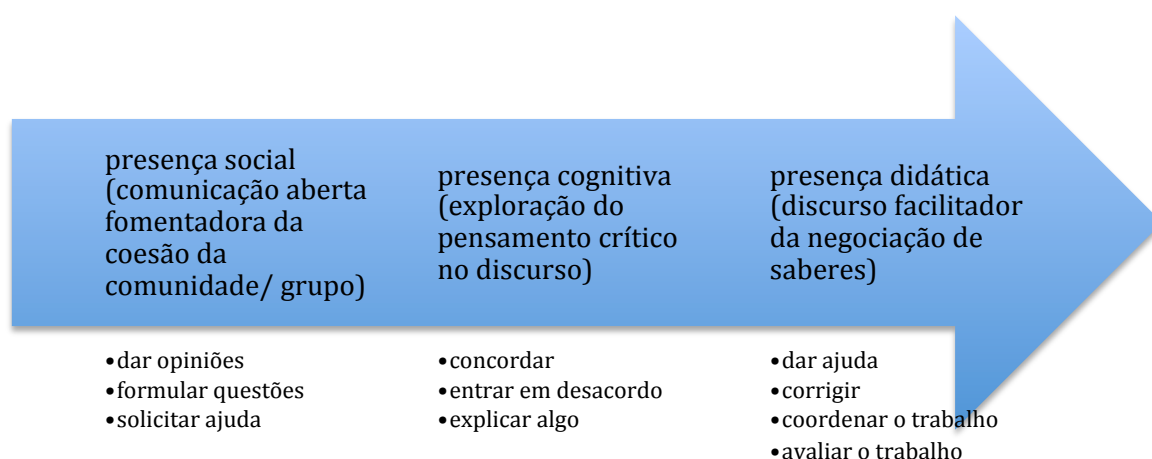 presença social
(comunicação aberta
fomentadora da
coesão da
comunidade/ grupo)
•dar opiniões
•formular questões
•solicitar ajuda
presença cognitiva
(exploração do
pensamento crítico
no discurso)
•concordar
•entrar em desacordo
•explicar algo
presença didática
(discurso facilitador
da negociação de
saberes)
•dar ajuda
•corrigir
•coordenar o trabalho
•avaliar o trabalho